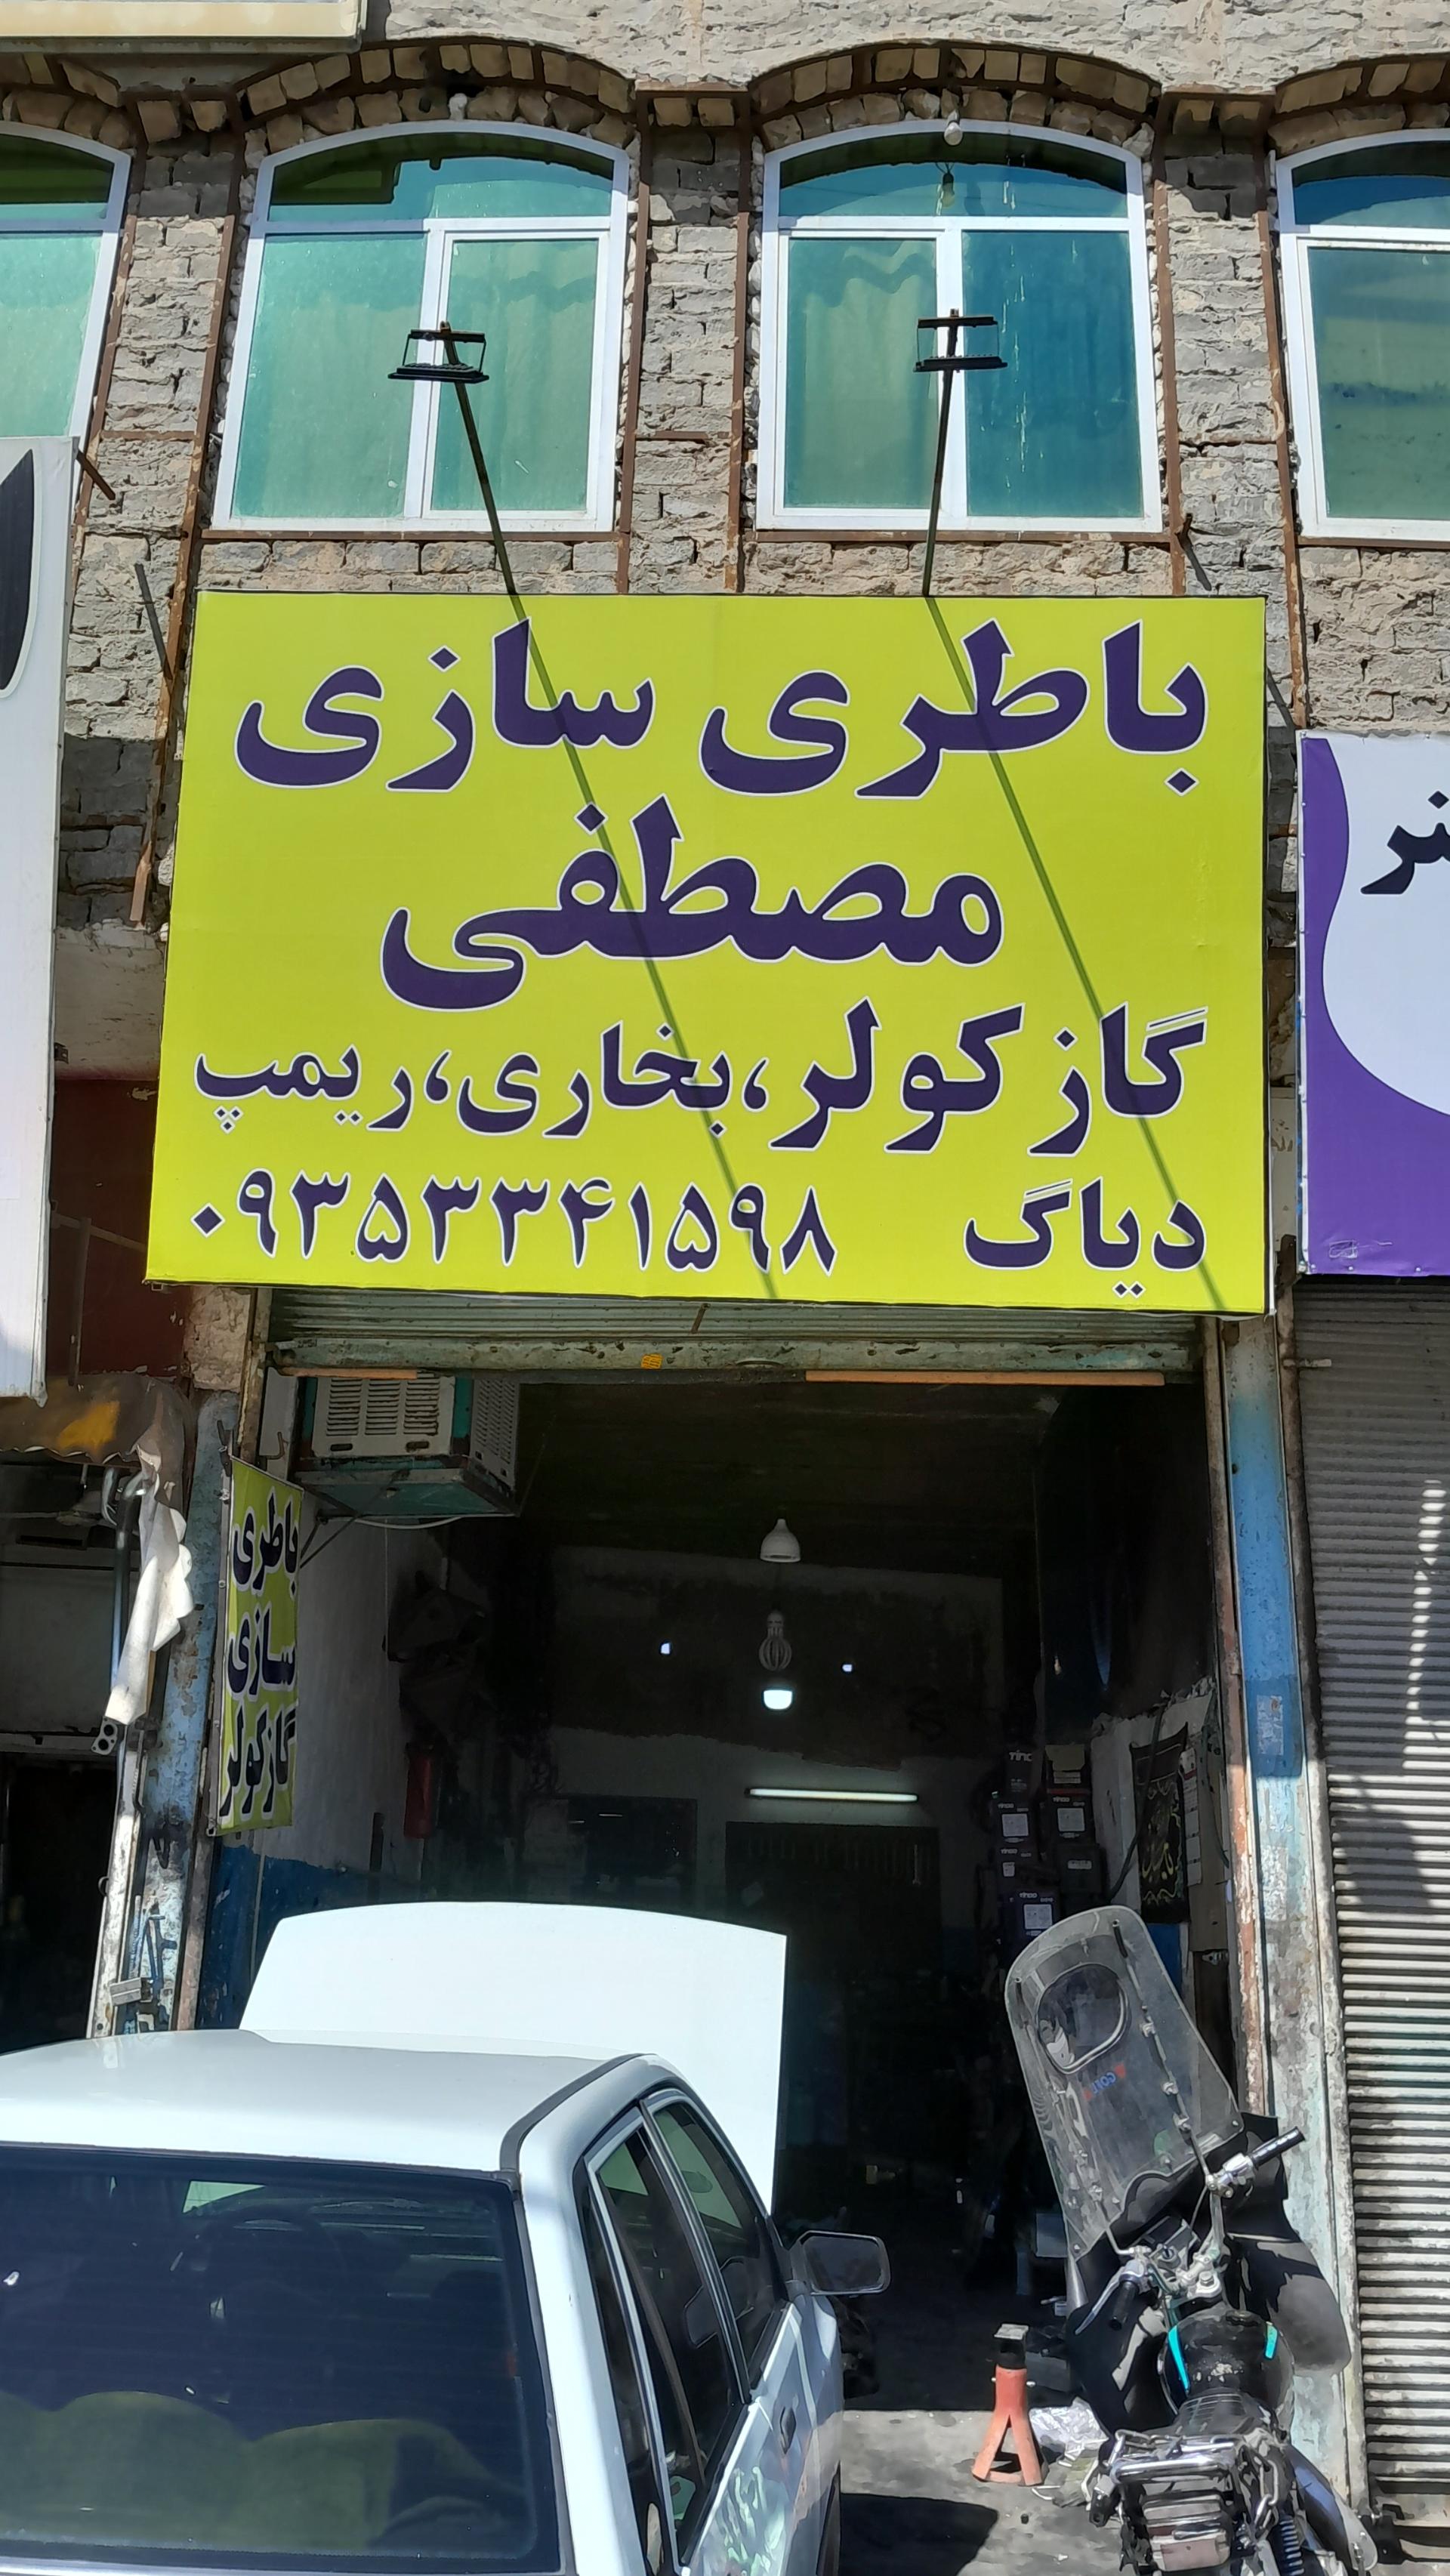 باطری سازی
مصطفی
گاز کولر، بخاری، ریمپ
دیاگ ۰۹۳۵۳۳۴۱۵۹۸
باطری
سازی
گازکولر